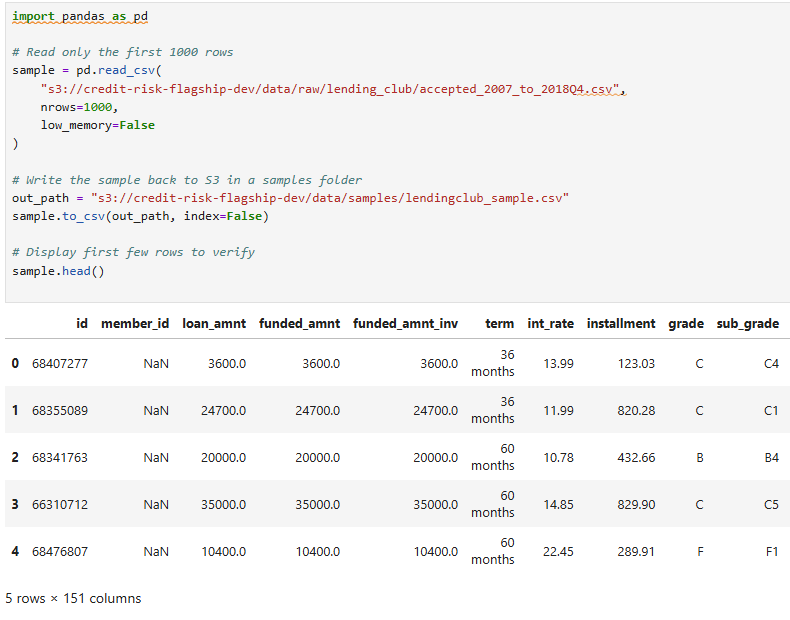 import pandas as pd
# Read only the first 1000 rows
sample = pd.read_csv(
"s3://credit-risk-flagship-dev/data/raw/lending_club/accepted_2007_to_2018Q4.csv",
nrows=1000,
low_memory=False
)
# Write the sample back to S3 in a samples folder
out_path = "s3://credit-risk-flagship-dev/data/samples/lendingclub_sample.csv"
sample.to_csv(out_path, index=False)
# Display first few rows to verify
sample.head()
id member_id loan_amnt funded_amnt funded_amnt_inv term int_rate installment grade sub_grade
0 68407277 NaN 3600.0 3600.0 3600.0 36 months 13.99 123.03 C C4
1 68355089 NaN 24700.0 24700.0 24700.0 36 months 11.99 820.28 C C1
2 68341763 NaN 20000.0 20000.0 20000.0 60 months 10.78 432.66 B B4
3 66310712 NaN 35000.0 35000.0 35000.0 60 months 14.85 829.90 C C5
4 68476807 NaN 10400.0 10400.0 10400.0 60 months 22.45 289.91 F F1
5 rows × 151 columns